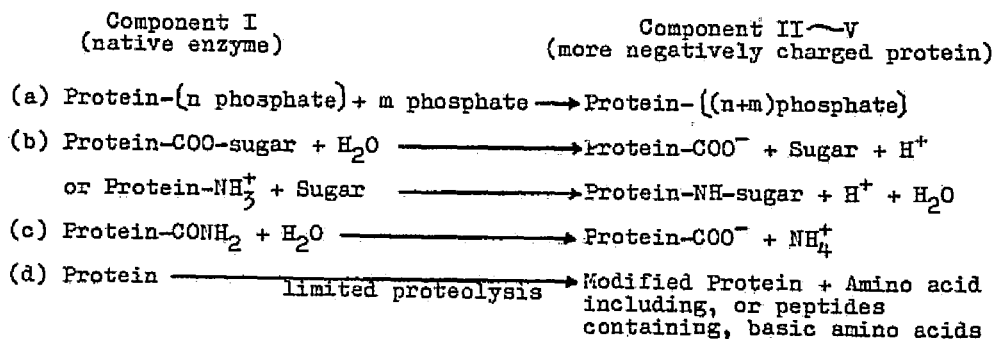 Component I Component II~V
(native enzyme) (more negatively charged protein)
(a) Protein-(n phosphate) + m phosphate → Protein-((n+m)phosphate)
(b) Protein-COO-sugar + H₂O → Protein-COO⁻ + Sugar + H⁺
or Protein-NH₃⁺ + Sugar → Protein-NH-sugar + H⁺ + H₂O
(c) Protein-CONH₂ + H₂O → Protein-COO⁻ + NH₄⁺
(d) Protein → Modified Protein + Amino acid
limited proteolysis including, or peptides
containing, basic amino acids